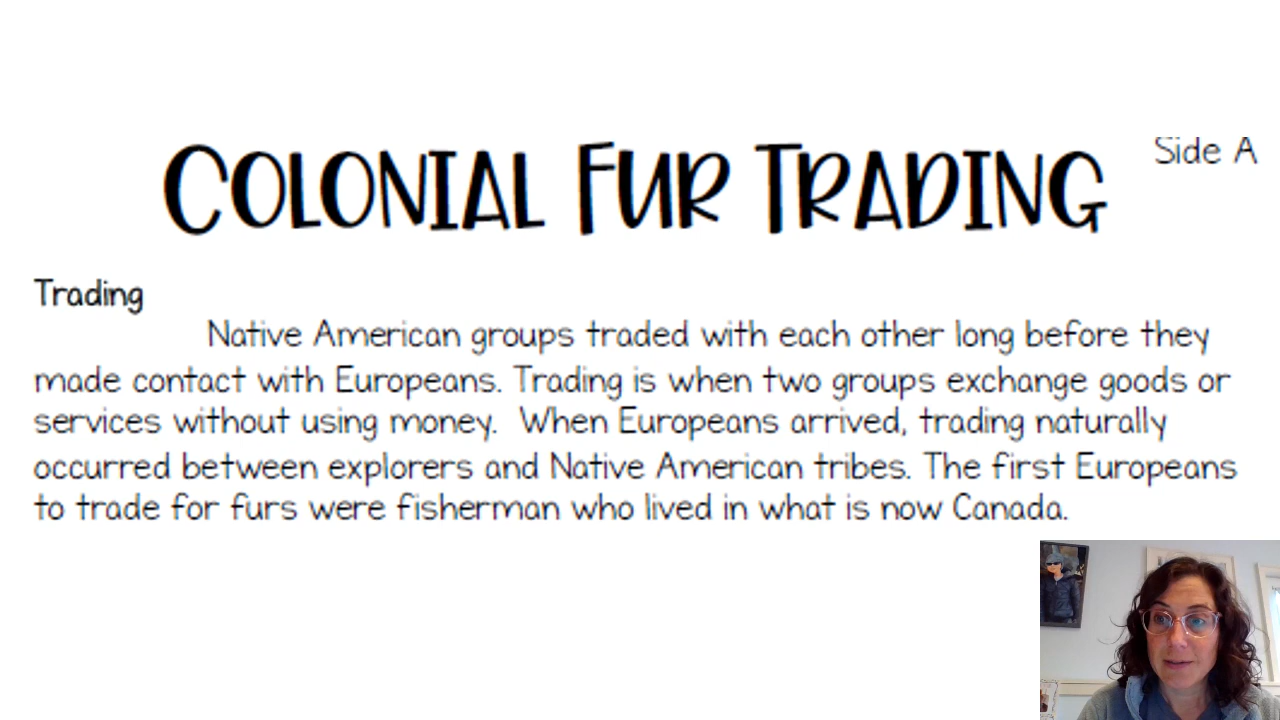 Side A
COLONIAL FUR TRADING
Trading
Native American groups traded with each other long before they
made contact with Europeans. Trading is when two groups exchange goods or
services without using money.  When Europeans arrived, trading naturally
occurred between explorers and Native American tribes. The first Europeans
to trade for furs were fisherman who lived in what is now Canada.